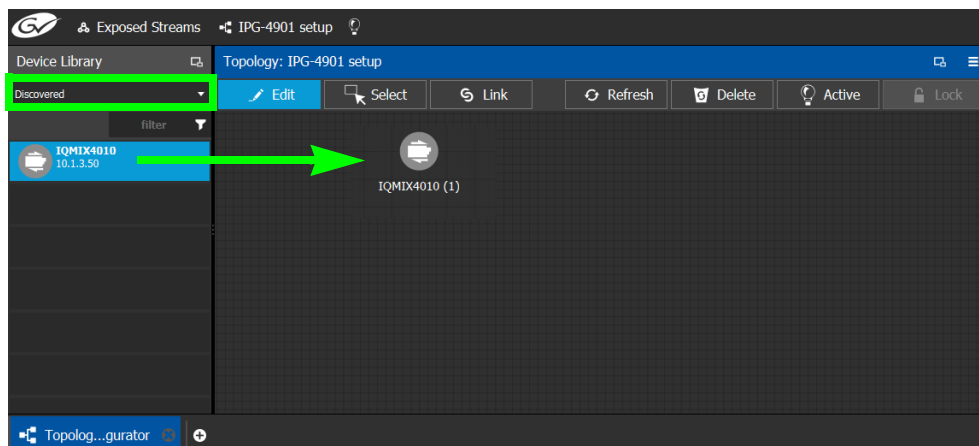 GV Exposed Streams IPG-4901 setup
Device Library
Topology: IPG-4901 setup
Discovered
Edit Select Link Refresh Delete Active Lock
filter
IQMIX4010
10.1.3.50
IQMIX4010 (1)
Topolog...gurator